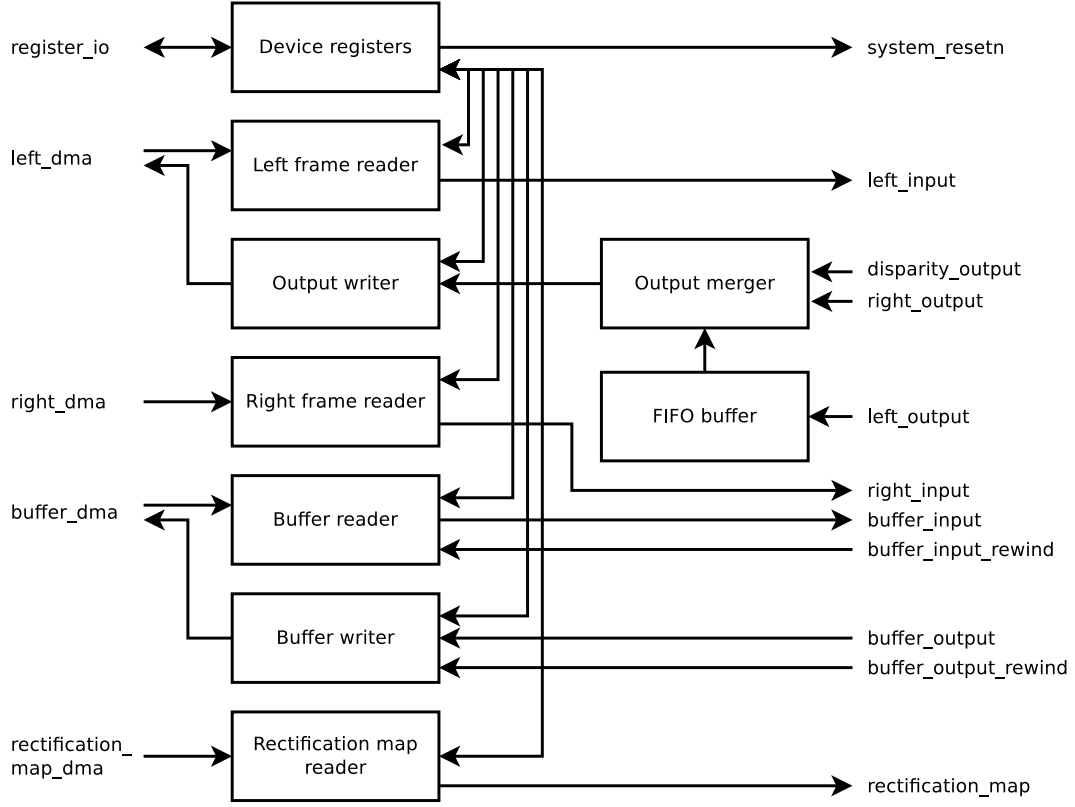 register_io
Device registers
system_resetn
left_dma
Left frame reader
left_input
Output writer
Output merger
disparity_output
right_output
right_dma
Right frame reader
FIFO buffer
left_output
right_input
buffer_dma
Buffer reader
buffer_input
buffer_input_rewind
Buffer writer
buffer_output
buffer_output_rewind
rectification_
map_dma
Rectification map
reader
rectification_map